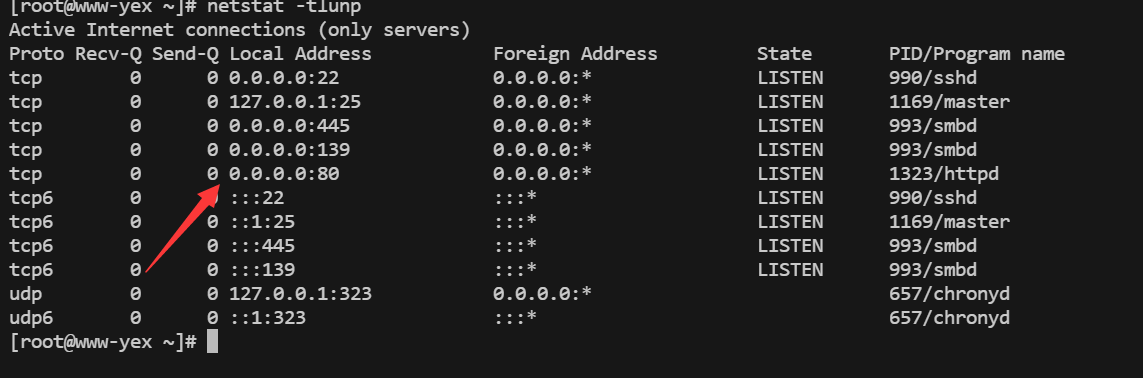 [root@www-yex ~]# netstat -tlunp
Active Internet connections (only servers)
Proto Recv-Q Send-Q Local Address           Foreign Address         State       PID/Program name
tcp        0      0 0.0.0.0:22              0.0.0.0:*               LISTEN      990/sshd
tcp        0      0 127.0.0.1:25            0.0.0.0:*               LISTEN      1169/master
tcp        0      0 0.0.0.0:445             0.0.0.0:*               LISTEN      993/smbd
tcp        0      0 0.0.0.0:139             0.0.0.0:*               LISTEN      993/smbd
tcp        0      0 0.0.0.0:80              0.0.0.0:*               LISTEN      1323/httpd
tcp6       0      0 :::22                   :::*                    LISTEN      990/sshd
tcp6       0      0 ::1:25                  :::*                    LISTEN      1169/master
tcp6       0      0 :::445                  :::*                    LISTEN      993/smbd
tcp6       0      0 :::139                  :::*                    LISTEN      993/smbd
udp        0      0 127.0.0.1:323           0.0.0.0:*                           657/chronyd
udp6       0      0 ::1:323                 :::*                                657/chronyd
[root@www-yex ~]#